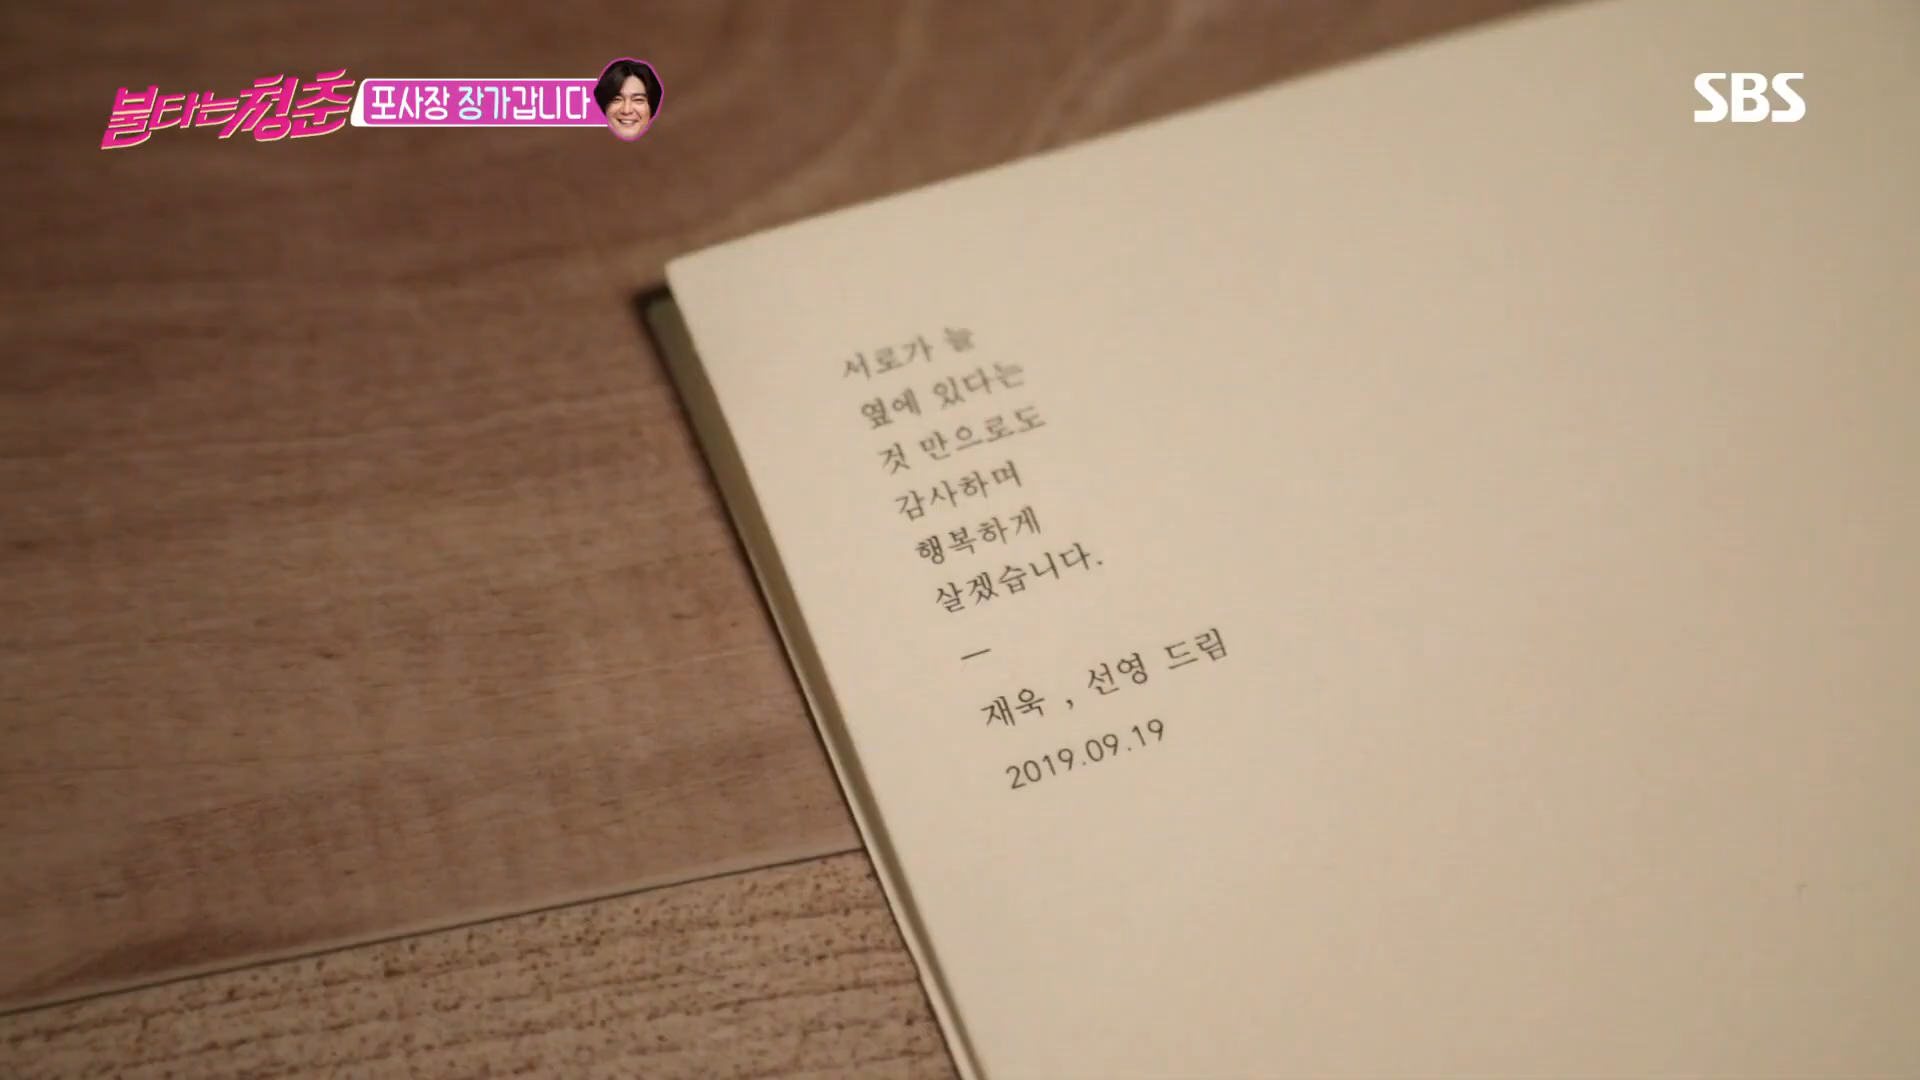 불타는청춘
포사장 장가갑니다
SBS
서로가 늘
옆에 있다는
것 만으로도
감사하며
행복하게
살겠습니다.
—
재욱 , 선영 드림
2019.09.19